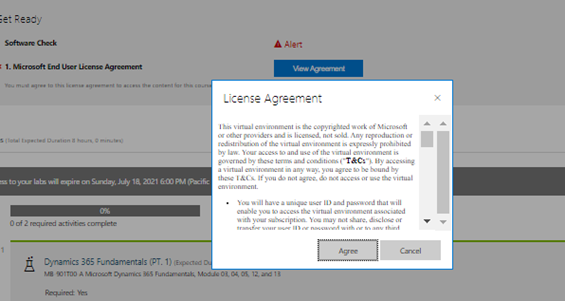 Get Ready
Software Check
Alert
1. Microsoft End User License Agreement
View Agreement
You must agree to this license agreement to access the content for this course
License Agreement
This virtual environment is the copyrighted work of Microsoft
or other providers and is licensed, not sold. Any reproduction or
redistribution of the virtual environment is expressly prohibited
by law. Your access to and use of the virtual environment is
governed by these terms and conditions ("T&Cs"). By accessing
a virtual environment in any way, you agree to be bound by
these T&Cs. If you do not agree, do not access or use the virtual
environment.
• You will have a unique user ID and password that will
enable you to access the virtual environment associated
with your subscription. You may not share, disclose or
transfer your user ID or password with or to any third
Agree
Cancel
(Total Expected Duration 8 hours, 0 minutes)
ess to your labs will expire on Sunday, July 18, 2021 6:00 PM (Pacific
0%
0 of 2 required activities complete
1
Dynamics 365 Fundamentals (PT. 1) (Expected Du
MB 901T00 A Microsoft Dynamics 365 Fundamentals, Module 03, 04, 05, 12, and 13
Required: Yes